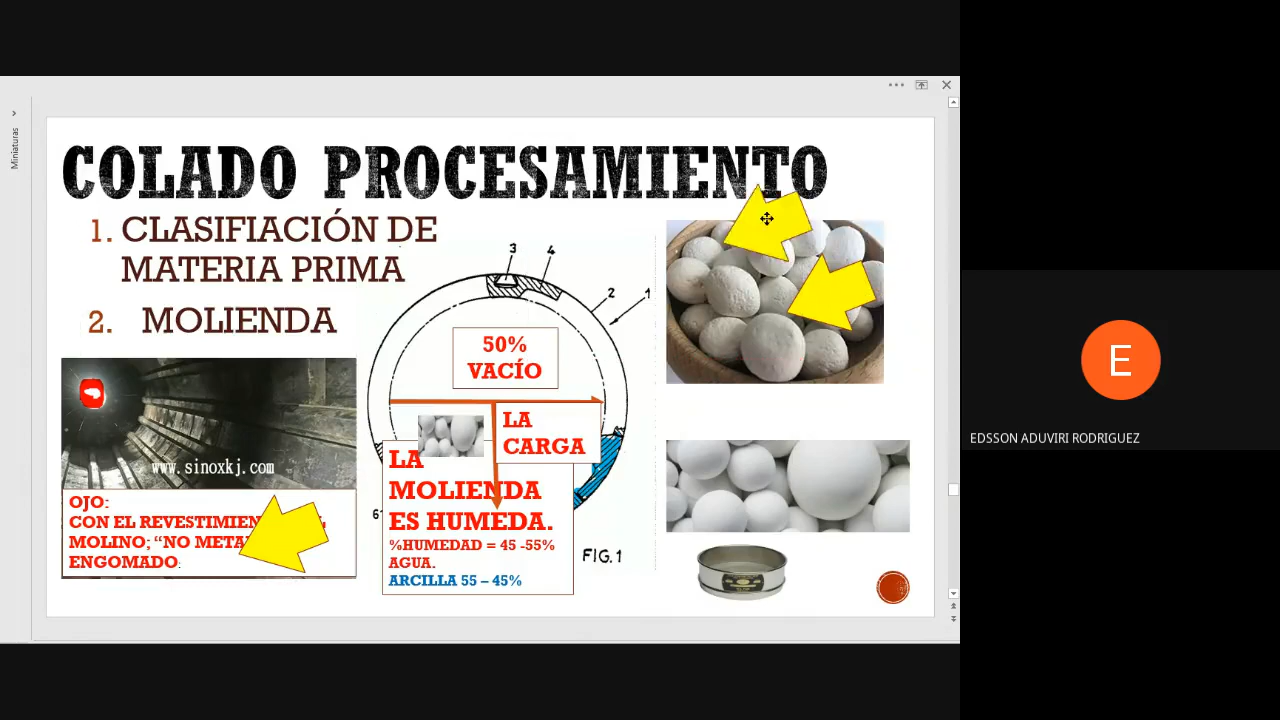 Miniaturas
COLADO PROCESAMIENTO
1. CLASIFIACIÓN DE
MATERIA PRIMA
2. MOLIENDA
www.sinoxkj.com
OJO:
CON EL REVESTIMIEN
MOLINO; “NO META
ENGOMADO.
3
4
2
1
50%
VACÍO
LA
CARGA
LA
MOLIENDA
ES HUMEDA.
%HUMEDAD = 45 -55%
AGUA.
ARCILLA 55 – 45%
6
FIG.1
E
EDSSON ADUVIRI RODRIGUEZ